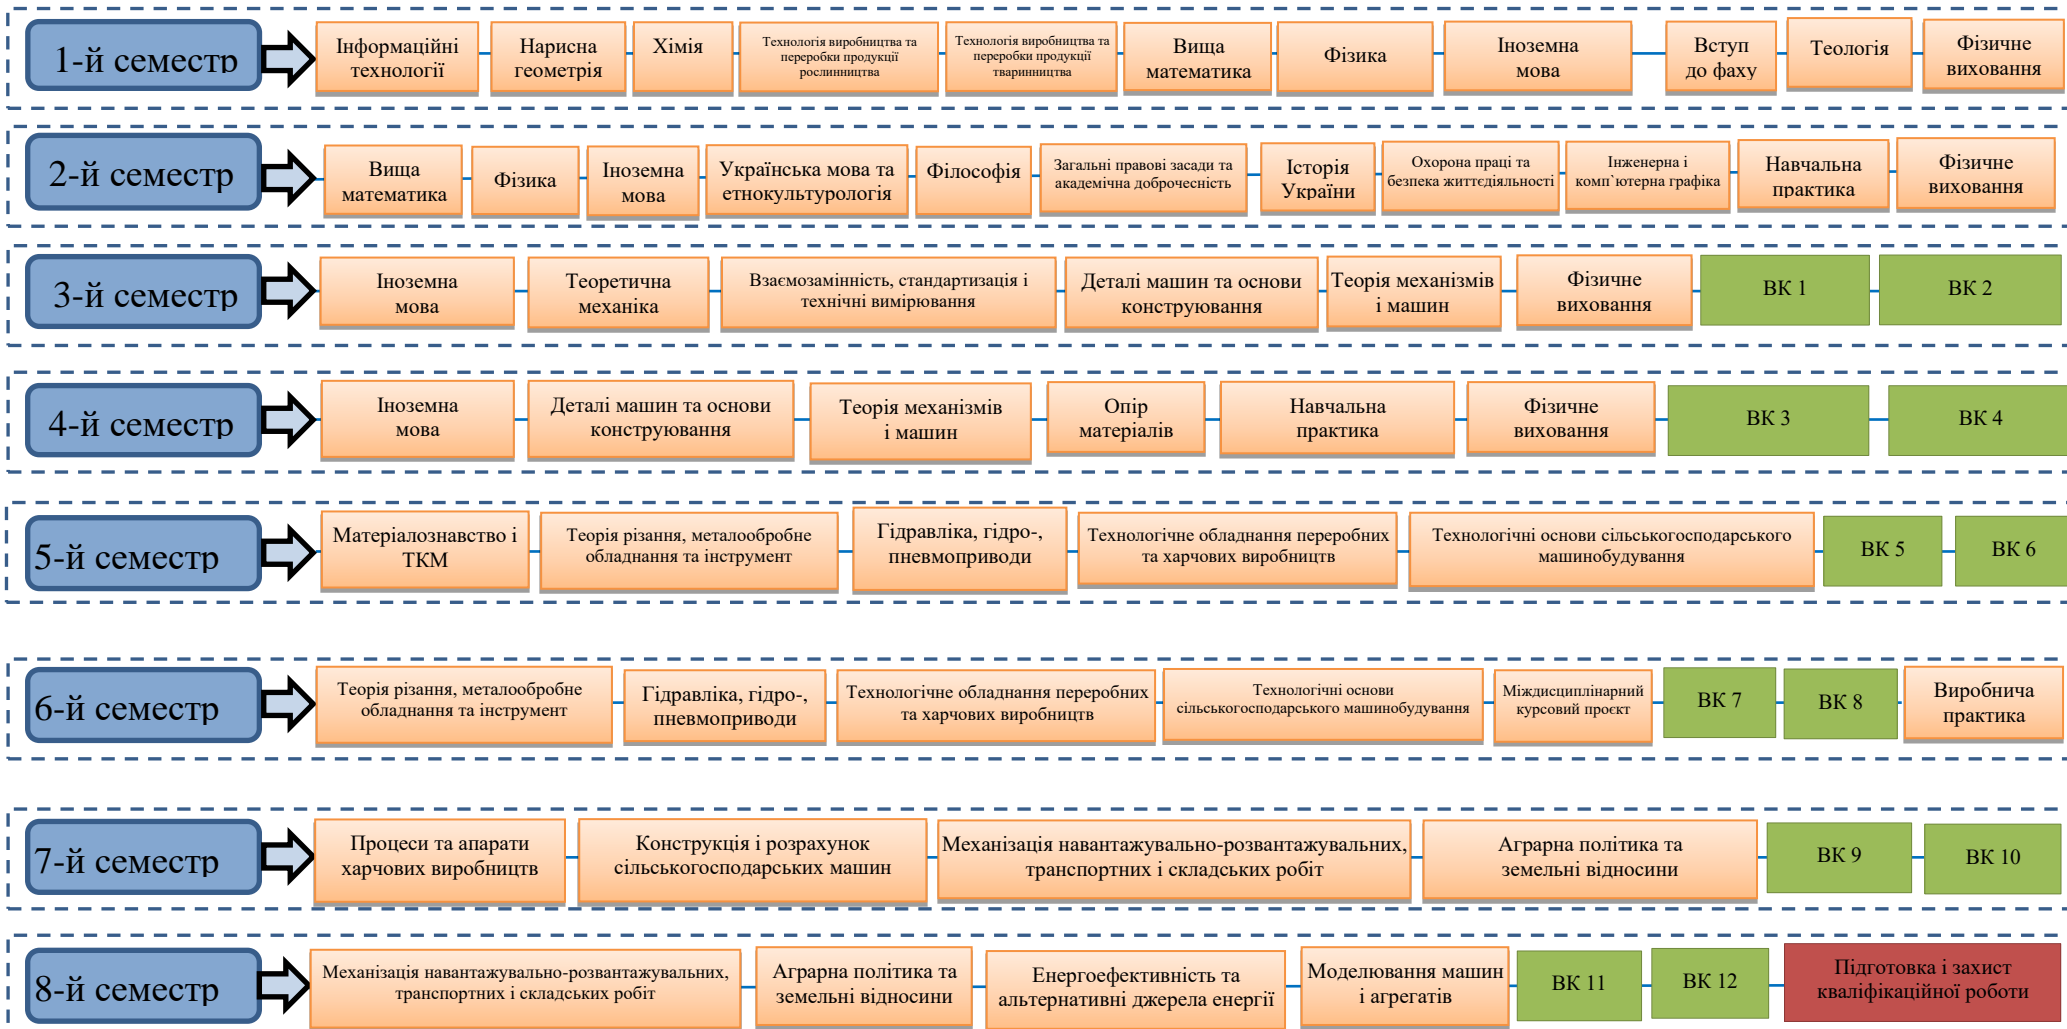 1-й семестр
Інформаційні
технології
Нарисна
геометрія
Хімія
Технологія виробництва та
переробки продукції
рослинництва
Технологія виробництва та
переробки продукції
тваринництва
Вища
математика
Фізика
Іноземна
мова
Вступ
до фаху
Теологія
Фізичне
виховання
2-й семестр
Вища
математика
Фізика
Іноземна
мова
Українська мова та
етнокультурологія
Філософія
Загальні правові засади та
академічна доброчесність
Історія
України
Охорона праці та
безпека життєдіяльності
Інженерна і
комп`ютерна графіка
Навчальна
практика
Фізичне
виховання
3-й семестр
Іноземна
мова
Теоретична
механіка
Взаємозамінність, стандартизація і
технічні вимірювання
Деталі машин та основи
конструювання
Теорія механізмів
і машин
Фізичне
виховання
ВК 1
ВК 2
4-й семестр
Іноземна
мова
Деталі машин та основи
конструювання
Теорія механізмів
і машин
Опір
матеріалів
Навчальна
практика
Фізичне
виховання
ВК 3
ВК 4
5-й семестр
Матеріалознавство і
ТКМ
Теорія різання, металообробне
обладнання та інструмент
Гідравліка, гідро-,
пневмоприводи
Технологічне обладнання переробних
та харчових виробництв
Технологічні основи сільськогосподарського
машинобудування
ВК 5
ВК 6
6-й семестр
Теорія різання, металообробне
обладнання та інструмент
Гідравліка, гідро-,
пневмоприводи
Технологічне обладнання переробних
та харчових виробництв
Технологічні основи
сільськогосподарського машинобудування
Міждисциплінарний
курсовий проєкт
ВК 7
ВК 8
Виробнича
практика
7-й семестр
Процеси та апарати
харчових виробництв
Конструкція і розрахунок
сільськогосподарських машин
Механізація навантажувально-розвантажувальних,
транспортних і складських робіт
Аграрна політика та
земельні відносини
ВК 9
ВК 10
8-й семестр
Механізація навантажувально-розвантажувальних,
транспортних і складських робіт
Аграрна політика та
земельні відносини
Енергоефективність та
альтернативні джерела енергії
Моделювання машин
і агрегатів
ВК 11
ВК 12
Підготовка і захист
кваліфікаційної роботи